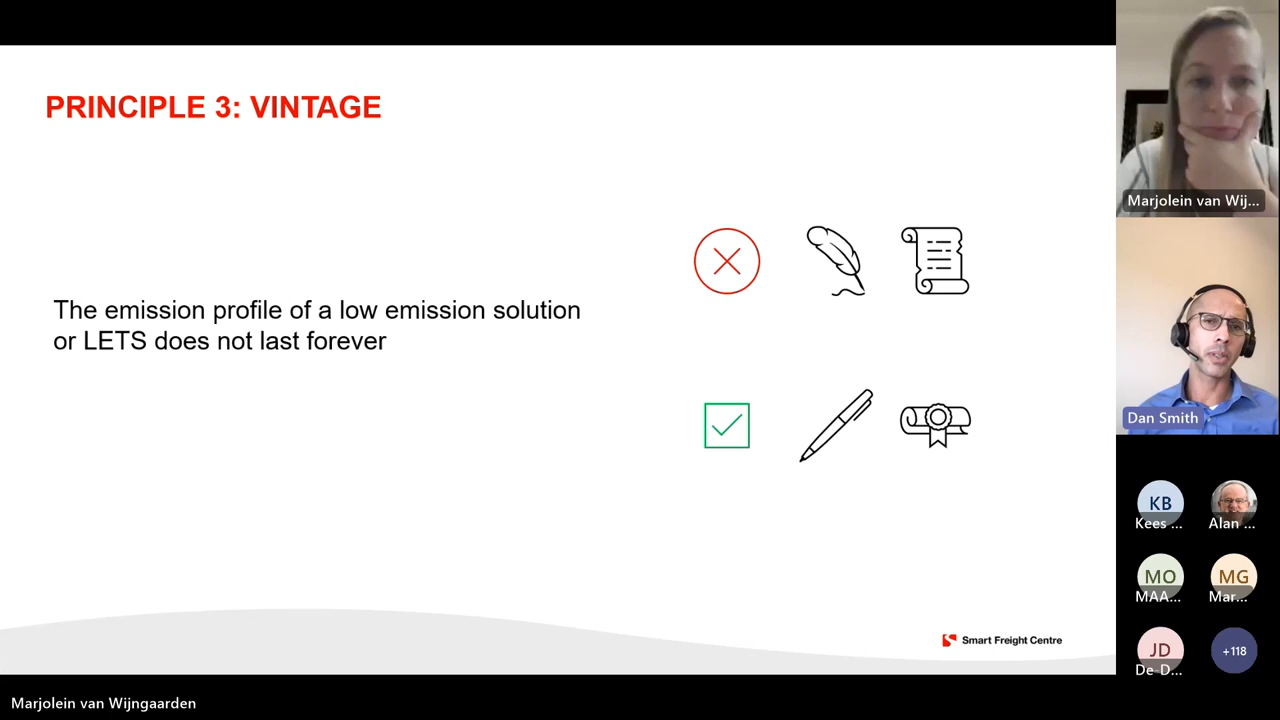 PRINCIPLE 3: VINTAGE
The emission profile of a low emission solution
or LETS does not last forever
Smart Freight Centre
Marjolein van Wij...
Dan Smith
KB
Kees ...
Alan ...
MO
MAA...
MG
Mar...
JD
De-D...
+118
Marjolein van Wijngaarden